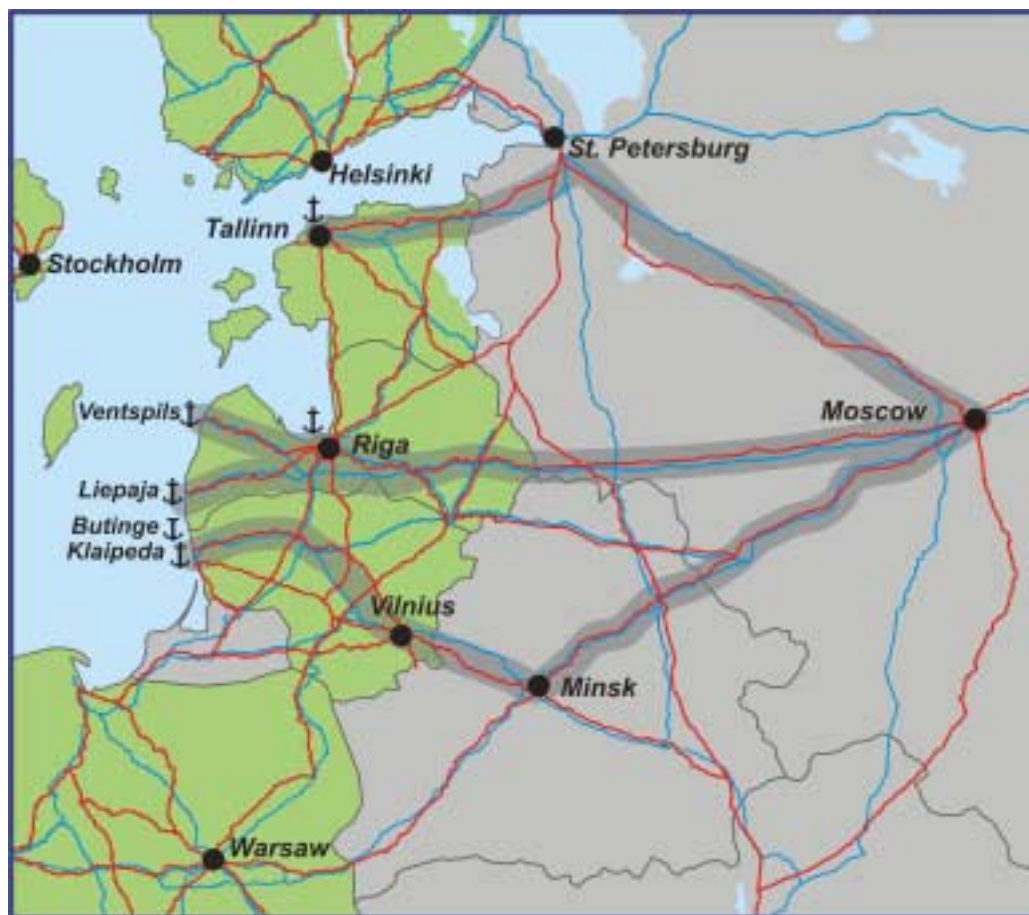 St. Petersburg
Helsinki
Tallinn
Stockholm
Ventspils
Moscow
Riga
Liepaja
Butinge
Klaipeda
Vilnius
Minsk
Warsaw